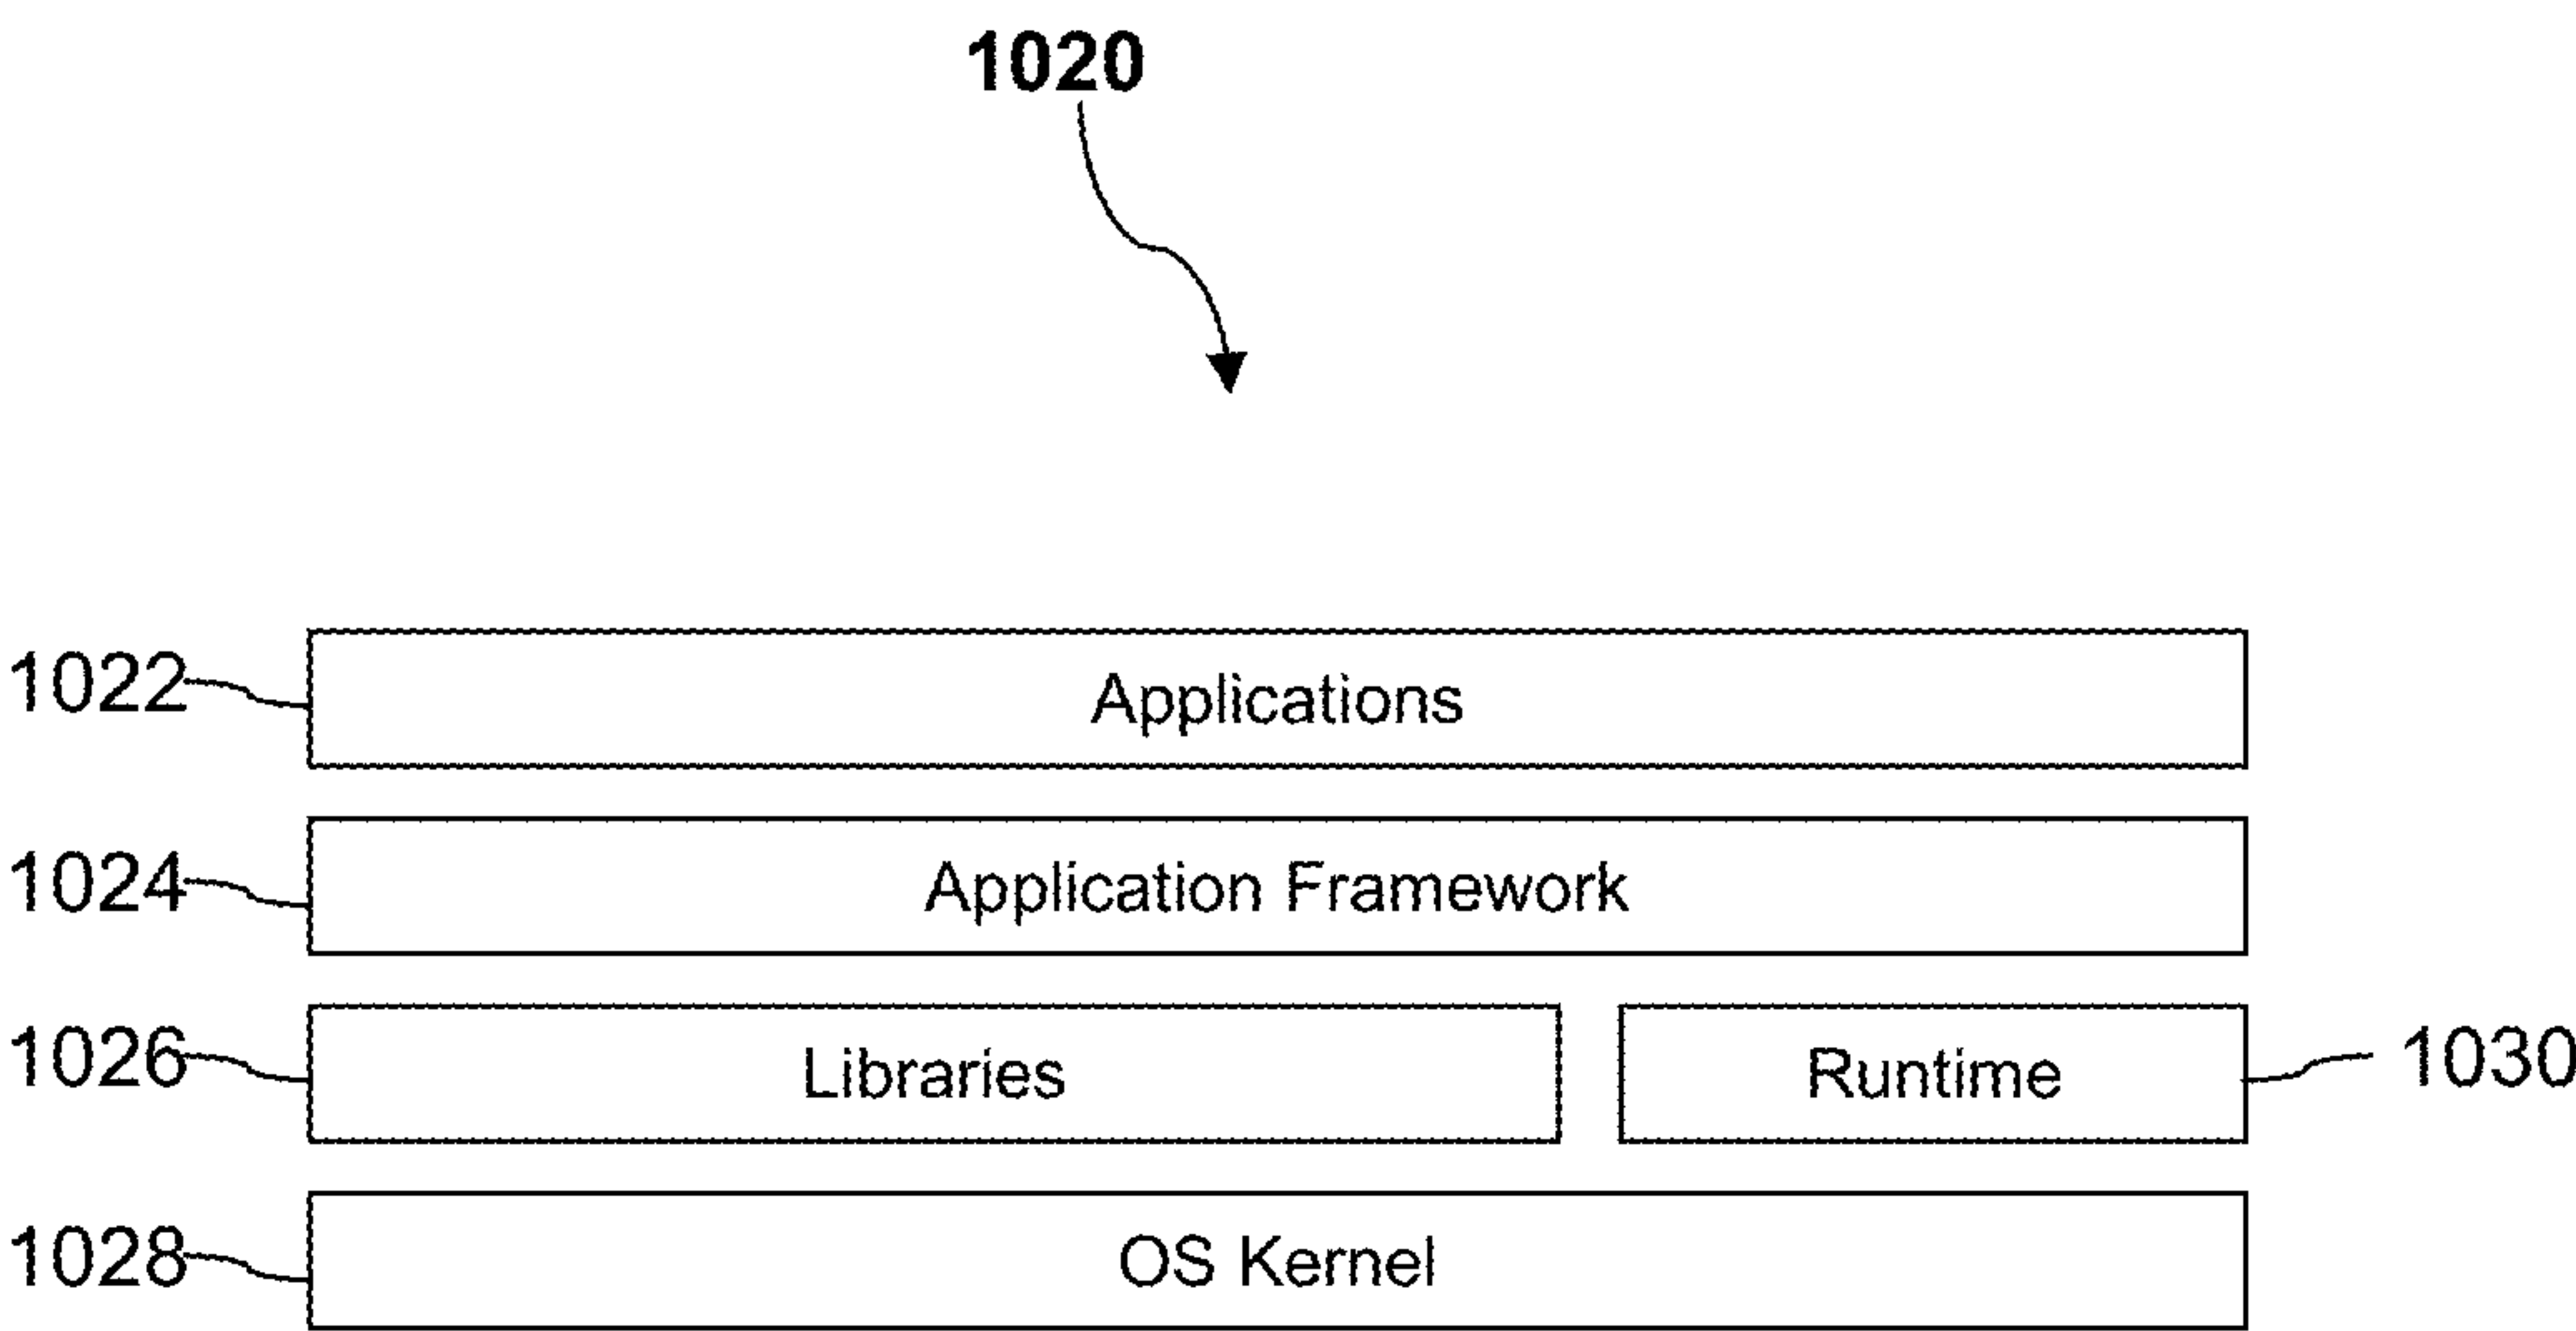 1020
1022 Applications
1024 Application Framework
1026 Libraries Runtime 1030
1028 OS Kernel